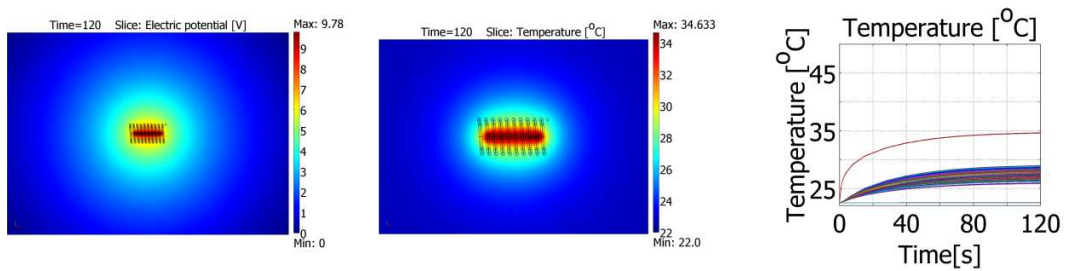 Time=120 Slice: Electric potential [V]
Max: 9.78
9
8
7
6
5
4
3
2
1
0
Min: 0
Time=120 Slice: Temperature [°C]
Max: 34.633
34
32
30
28
26
24
22
Min: 22.0
Temperature [°C]
Temperature [°C]
45
35
25
0 40 80 120
Time[s]